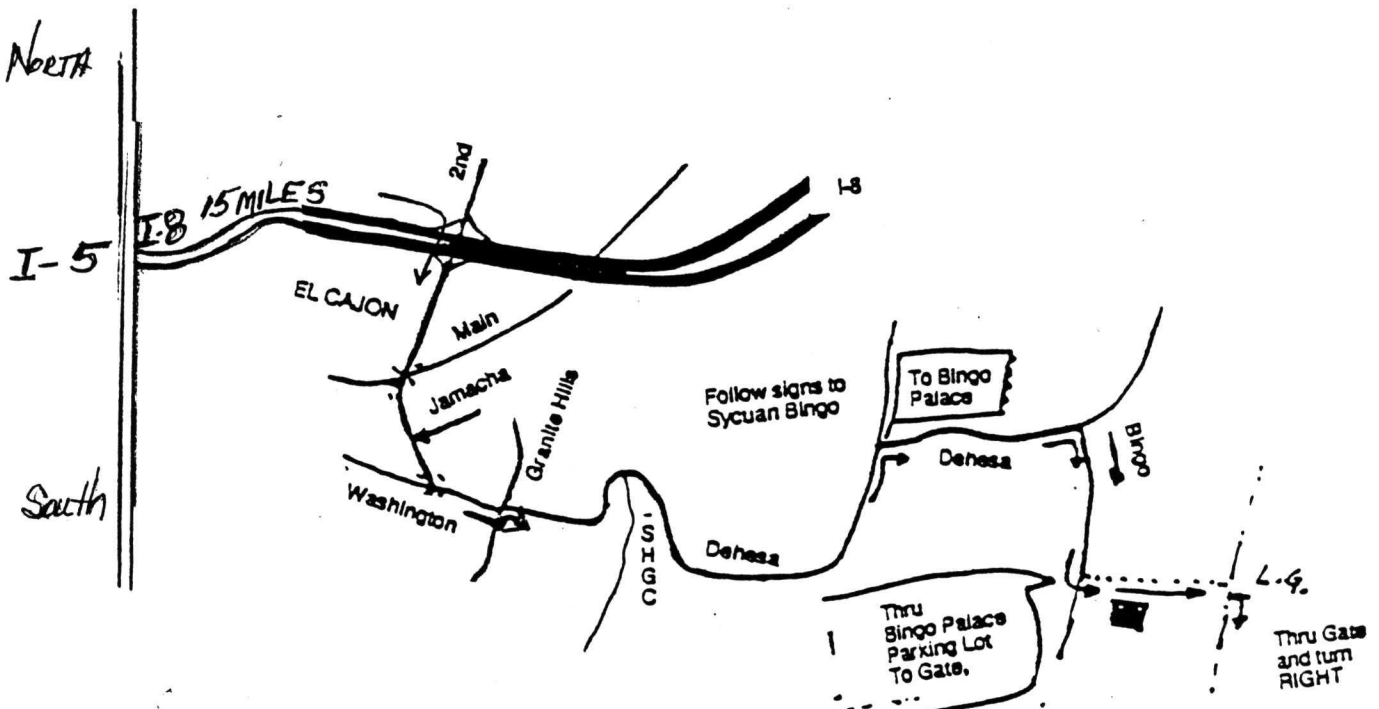 North
2nd
I-8
15 MILES
I-8
I-5
EL CAJON
Main
Jamacha
Granite Hills
Follow signs to
Sycuan Bingo
To Bingo
Palace
Dehesa
Bingo
South
Washington
-SHGC
Dehesa
L.G.
Thru
Bingo Palace
Parking Lot
To Gate,
Thru Gate
and turn
RIGHT